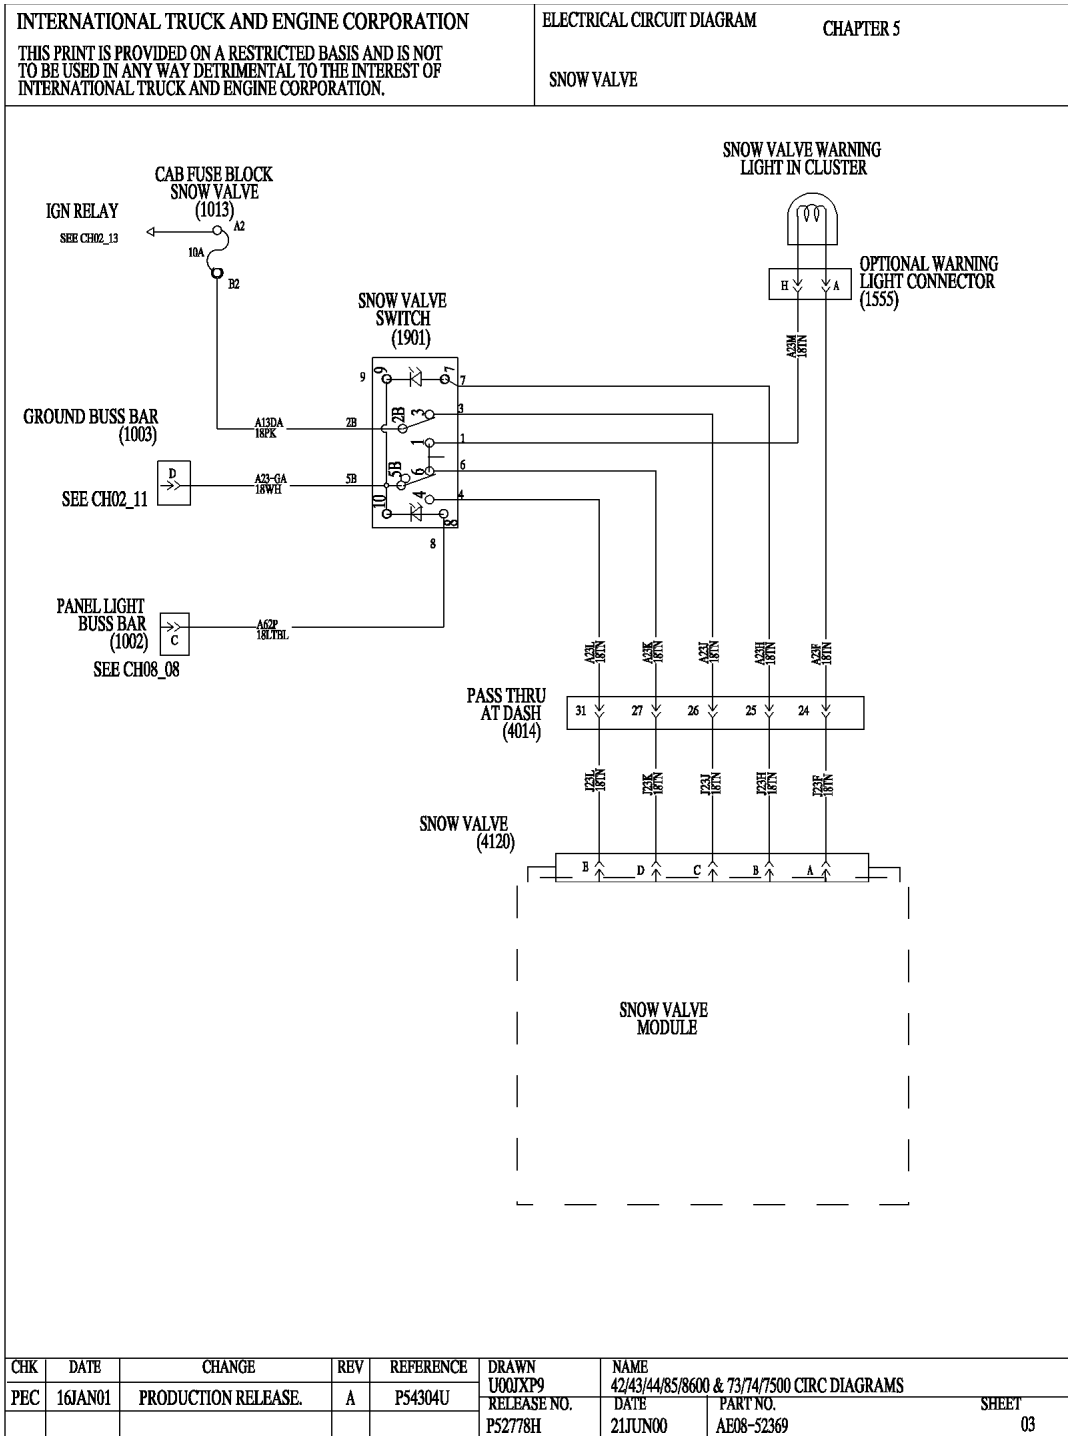 INTERNATIONAL TRUCK AND ENGINE CORPORATION
THIS PRINT IS PROVIDED ON A RESTRICTED BASIS AND IS NOT
TO BE USED IN ANY WAY DETRIMENTAL TO THE INTEREST OF
INTERNATIONAL TRUCK AND ENGINE CORPORATION.
ELECTRICAL CIRCUIT DIAGRAM
CHAPTER 5
SNOW VALVE
SNOW VALVE WARNING
LIGHT IN CLUSTER
CAB FUSE BLOCK
SNOW VALVE
(1013)
IGN RELAY
SEE CH02_13
A2
10A
B2
H
A
OPTIONAL WARNING
LIGHT CONNECTOR
(1555)
A23M
18TN
SNOW VALVE
SWITCH
(1901)
9
9
7
7
GROUND BUSS BAR
(1003)
A13DA
18PK
2B
2B
3
3
1
1
D
SEE CH02_11
A23-GA
18WH
5B
5B
6
6
4
4
10
8
8
PANEL LIGHT
BUSS BAR
(1002)
C
SEE CH08_08
A62P
18LTBL
A23L
18TN
A23K
18TN
A23J
18TN
A23H
18TN
A23F
18TN
PASS THRU
AT DASH
(4014)
31
27
26
25
24
J23L
18TN
J23K
18TN
J23J
18TN
J23H
18TN
J23F
18TN
SNOW VALVE
(4120)
E
D
C
B
A
SNOW VALVE
MODULE
CHK DATE CHANGE REV REFERENCE
PEC 16JAN01 PRODUCTION RELEASE. A P54304U
DRAWN
U00JXP9
NAME
42/43/44/85/8600 & 73/74/7500 CIRC DIAGRAMS
RELEASE NO.
P52778H
DATE
21JUN00
PART NO.
AE08-52369
SHEET
03